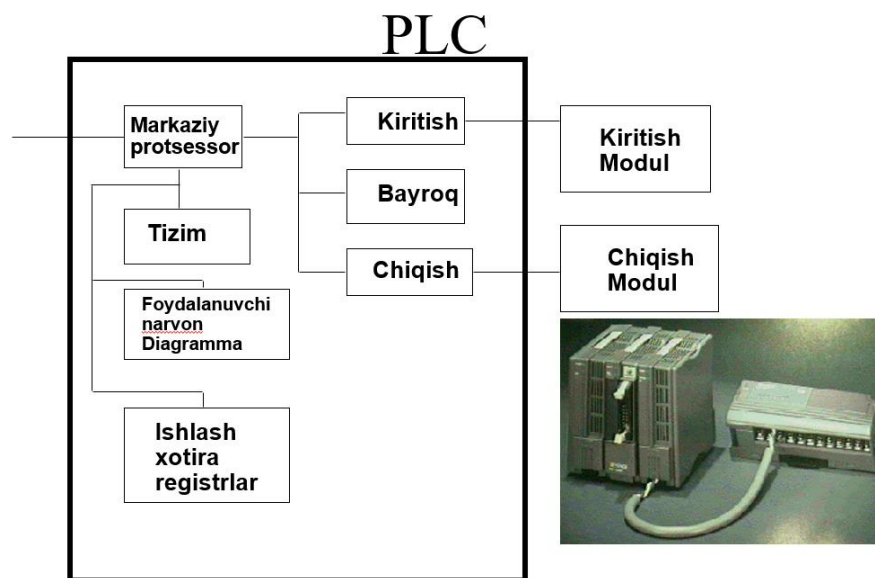 PLC
Markaziy
protsessor
Kiritish
Kiritish
Modul
Bayroq
Tizim
Chiqish
Chiqish
Modul
Foydalanuvchi
narvon
Diagramma
Ishlash
xotira
registrlar